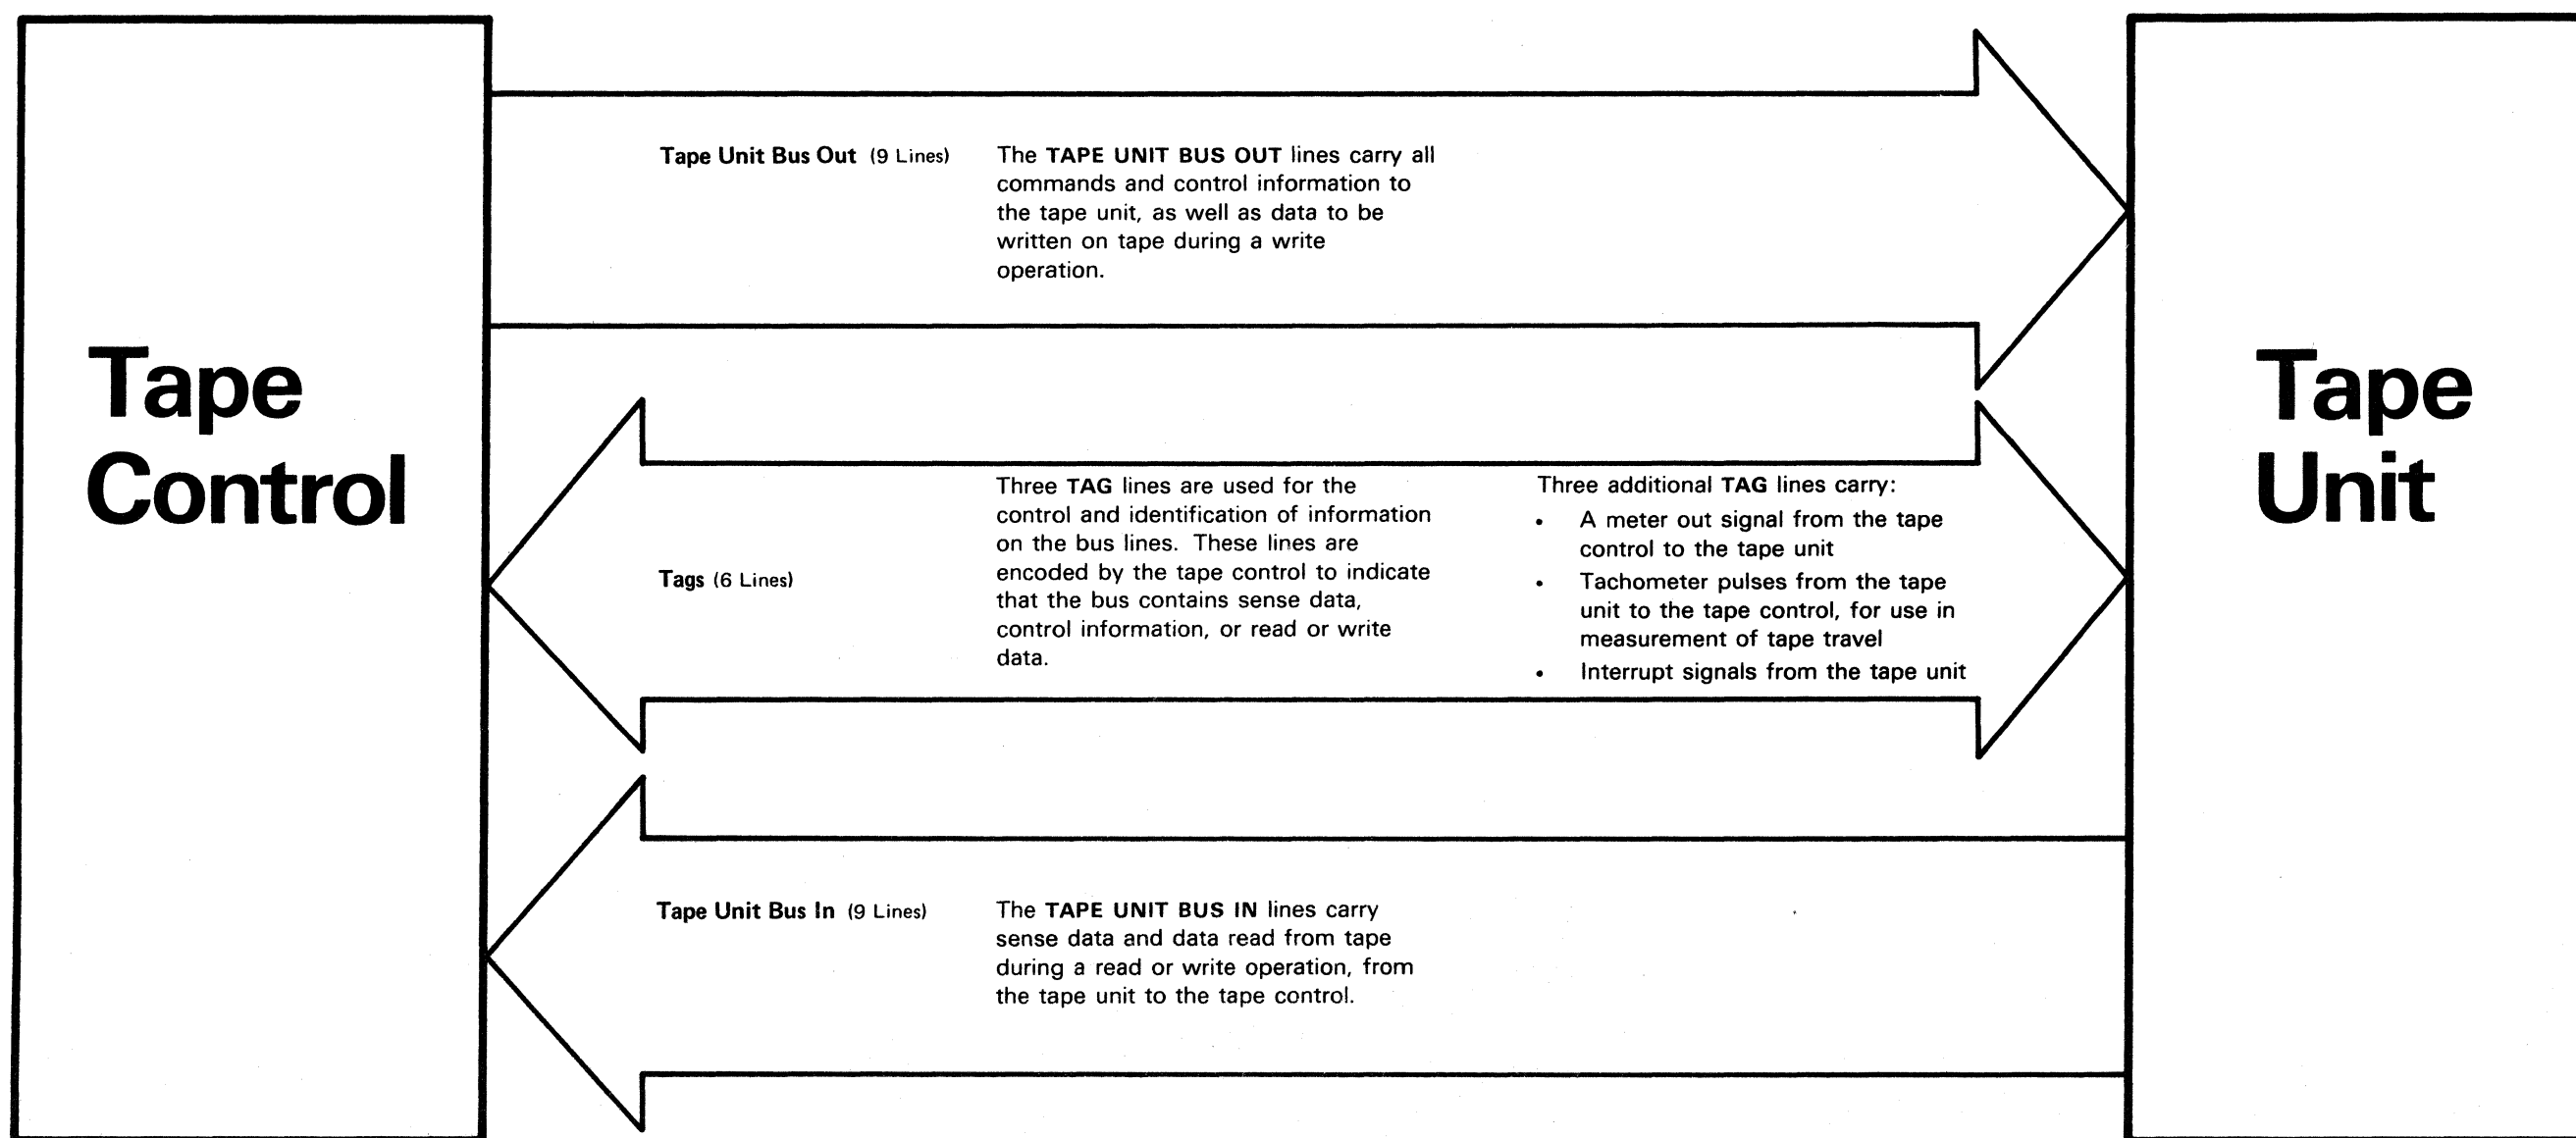 Tape
Control
Tape Unit Bus Out (9 Lines)
The TAPE UNIT BUS OUT lines carry all
commands and control information to
the tape unit, as well as data to be
written on tape during a write
operation.
Tags (6 Lines)
Three TAG lines are used for the
control and identification of information
on the bus lines. These lines are
encoded by the tape control to indicate
that the bus contains sense data,
control information, or read or write
data.
Three additional TAG lines carry:
• A meter out signal from the tape
control to the tape unit
• Tachometer pulses from the tape
unit to the tape control, for use in
measurement of tape travel
• Interrupt signals from the tape unit
Tape Unit Bus In (9 Lines)
The TAPE UNIT BUS IN lines carry
sense data and data read from tape
during a read or write operation, from
the tape unit to the tape control.
Tape
Unit